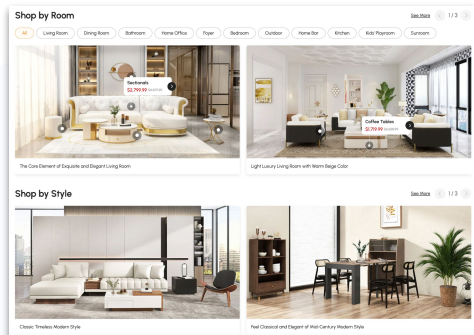 Shop by Room
See More
1 / 3
All
Living Room
Dining Room
Bathroom
Home Office
Foyer
Bedroom
Outdoor
Home Bar
Kitchen
Kids' Playroom
Sunroom
Sectionals
$2,799.99
Coffee Tables
$1,719.99
The Core Element of Exquisite and Elegant Living Room
Light Luxury Living Room with Warm Beige Color
Shop by Style
See More
1 / 3
Classic Timeless Modern Style
Feel Classical and Elegant of Mid-Century Modern Style